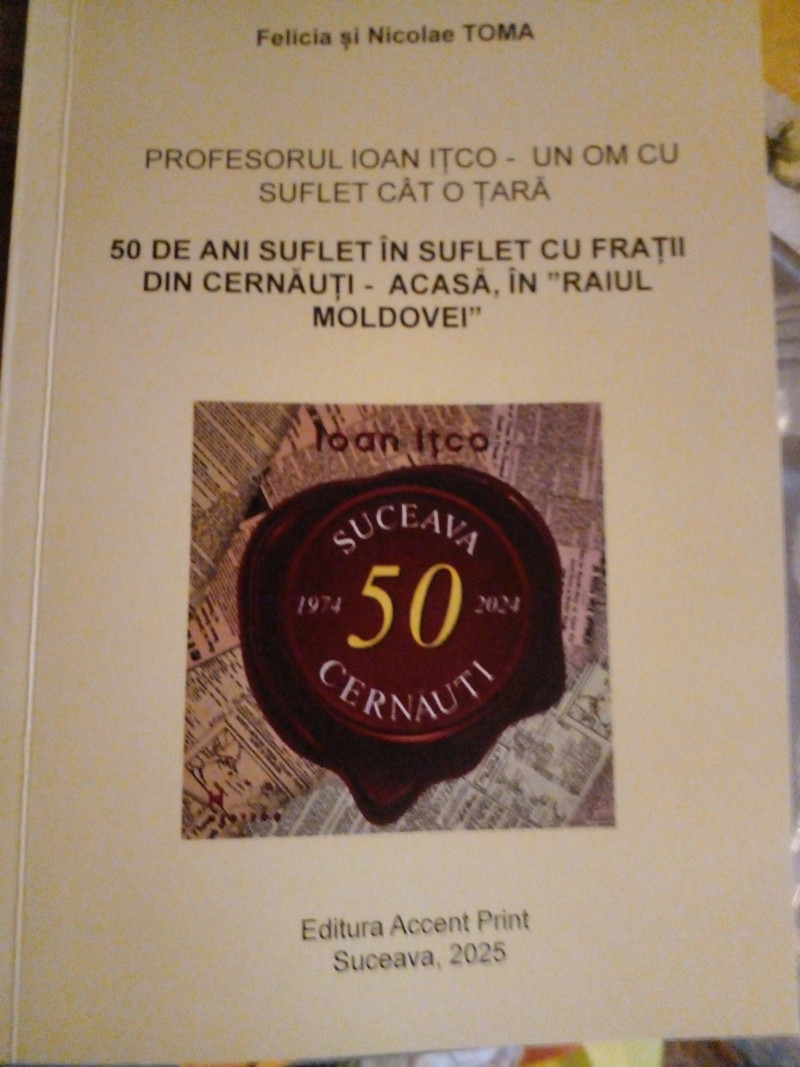 Felicia și Nicolae TOMA
PROFESORUL IOAN IȚCO - UN OM CU
SUFLET CÂT O ȚARĂ
50 DE ANI SUFLET ÎN SUFLET CU FRAȚII
DIN CERNĂUȚI - ACASĂ, ÎN ”RAIUL
MOLDOVEI”
Ioan Ițco
SUCEAVA
1974 50 2024
CERNAUTI
Editura Accent Print
Suceava, 2025